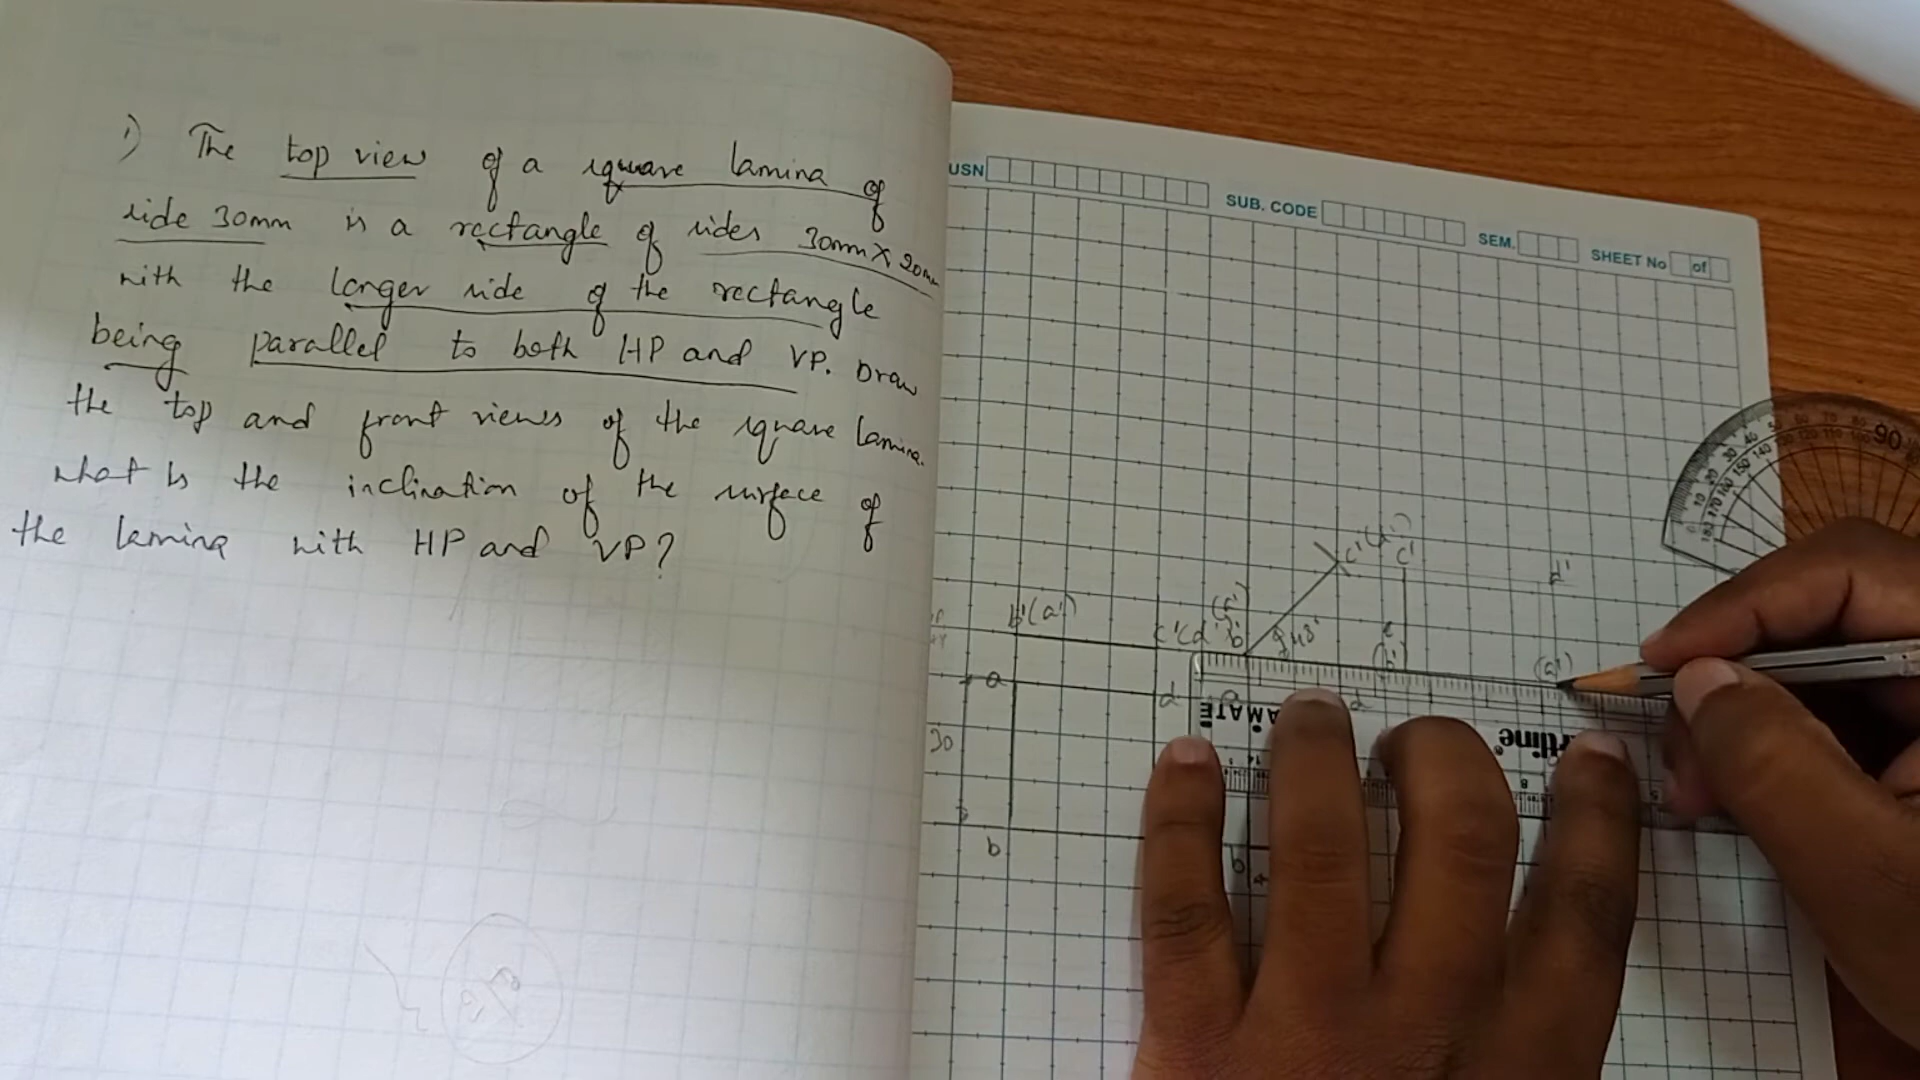 1) The top view of a square lamina of
side 30mm is a rectangle of sides 30mm X 20mm
with the longer side of the rectangle
being parallel to both HP and VP. Draw
the top and front views of the square lamina.
what is the inclination of the surface of
the lamina with HP and VP?
USN
SUB. CODE
SEM.
SHEET No of
c'(d')
c'
d'
b'(a')
c'(d')
(a')
b'
48°
(b')
(a')
a
d
d
30
b
b
90